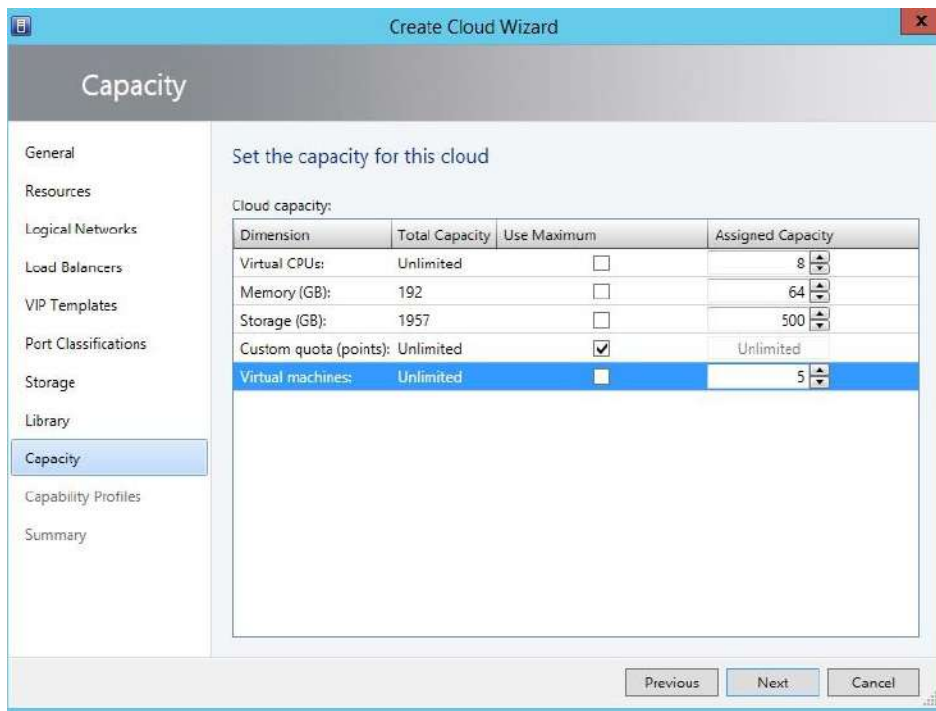 Create Cloud Wizard
x
Capacity
General
Resources
Logical Networks
Load Balancers
VIP Templates
Port Classifications
Storage
Library
Capacity
Capability Profiles
Summary
Set the capacity for this cloud
Cloud capacity:
Dimension Total Capacity Use Maximum Assigned Capacity
Virtual CPUs: Unlimited 8
Memory (GB): 192 64
Storage (GB): 1957 500
Custom quota (points): Unlimited Unlimited
Virtual machines: Unlimited 5
Previous Next Cancel